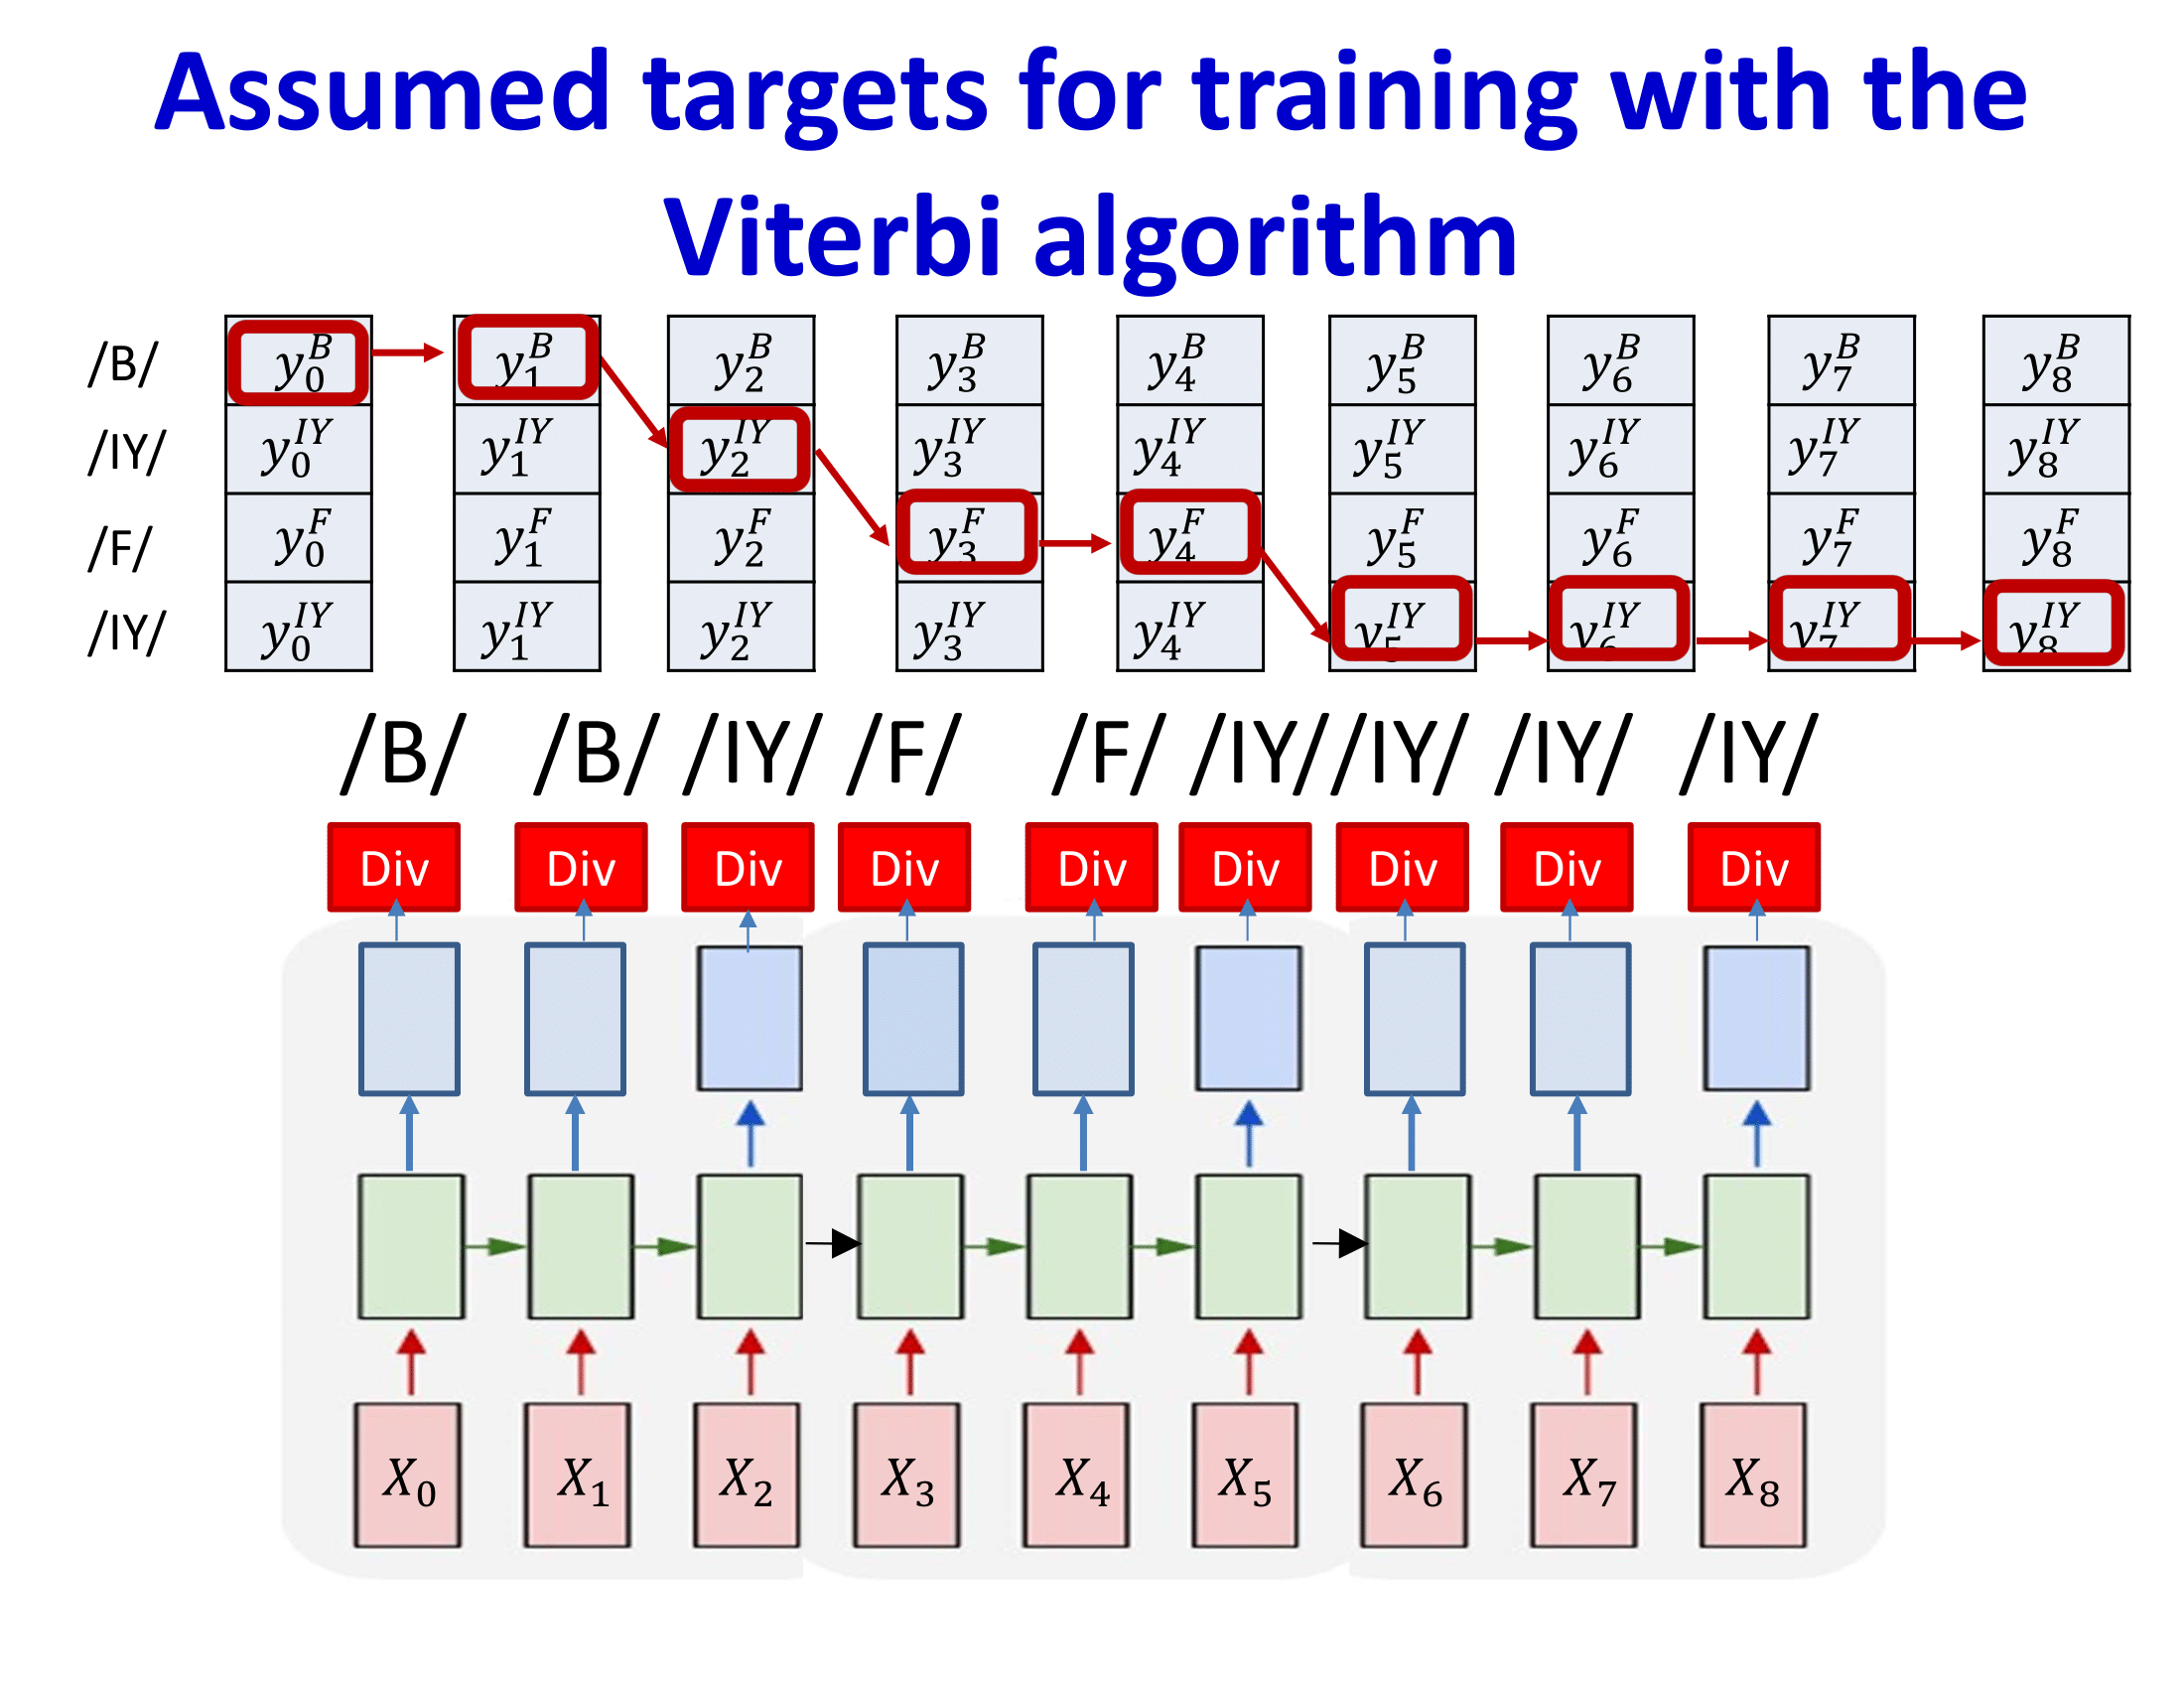 Assumed targets for training with the
Viterbi algorithm
/B/ y_0^B y_1^B y_2^B y_3^B y_4^B y_5^B y_6^B y_7^B y_8^B
/IY/ y_0^IY y_1^IY y_2^IY y_3^IY y_4^IY y_5^IY y_6^IY y_7^IY y_8^IY
/F/ y_0^F y_1^F y_2^F y_3^F y_4^F y_5^F y_6^F y_7^F y_8^F
/IY/ y_0^IY y_1^IY y_2^IY y_3^IY y_4^IY y_5^IY y_6^IY y_7^IY y_8^IY
/B/ /B/ /IY/ /F/ /F/ /IY/ /IY/ /IY/ /IY/
Div Div Div Div Div Div Div Div Div
X_0 X_1 X_2 X_3 X_4 X_5 X_6 X_7 X_8